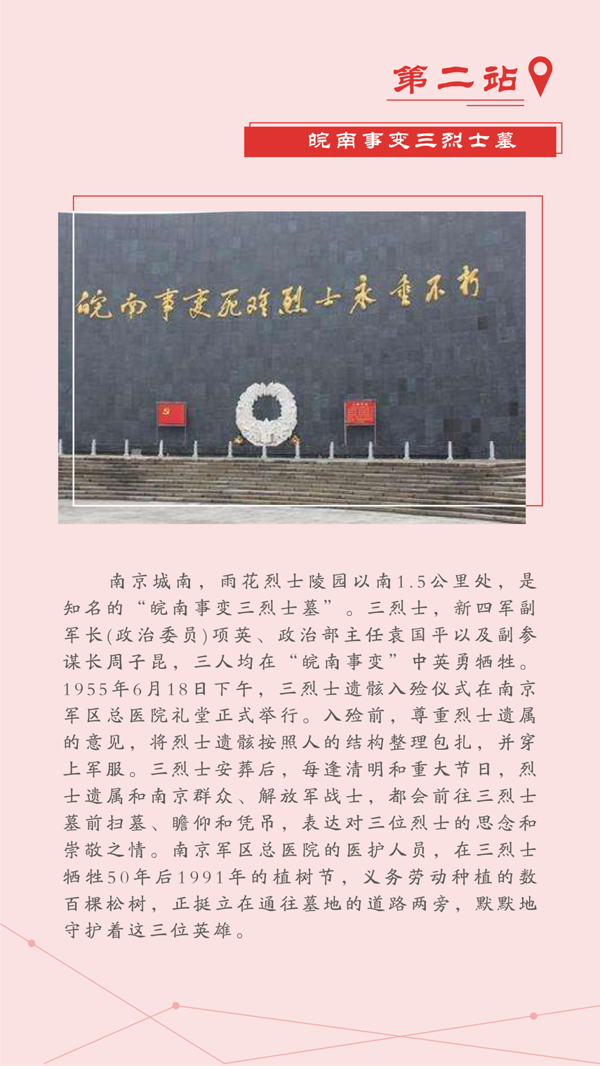 第二站
皖南事变三烈士墓
皖南事变死难烈士永垂不朽
南京城南，雨花烈士陵园以南1.5公里处，是
知名的“皖南事变三烈士墓”。三烈士，新四军副
军长(政治委员)项英、政治部主任袁国平以及副参
谋长周子昆，三人均在“皖南事变”中英勇牺牲。
1955年6月18日下午，三烈士遗骸入殓仪式在南京
军区总医院礼堂正式举行。入殓前，尊重烈士遗属
的意见，将烈士遗骸按照人的结构整理包扎，并穿
上军服。三烈士安葬后，每逢清明和重大节日，烈
士遗属和南京群众、解放军战士，都会前往三烈士
墓前扫墓、瞻仰和凭吊，表达对三位烈士的思念和
崇敬之情。南京军区总医院的医护人员，在三烈士
牺牲50年后1991年的植树节，义务劳动种植的数
百棵松树，正挺立在通往墓地的道路两旁，默默地
守护着这三位英雄。